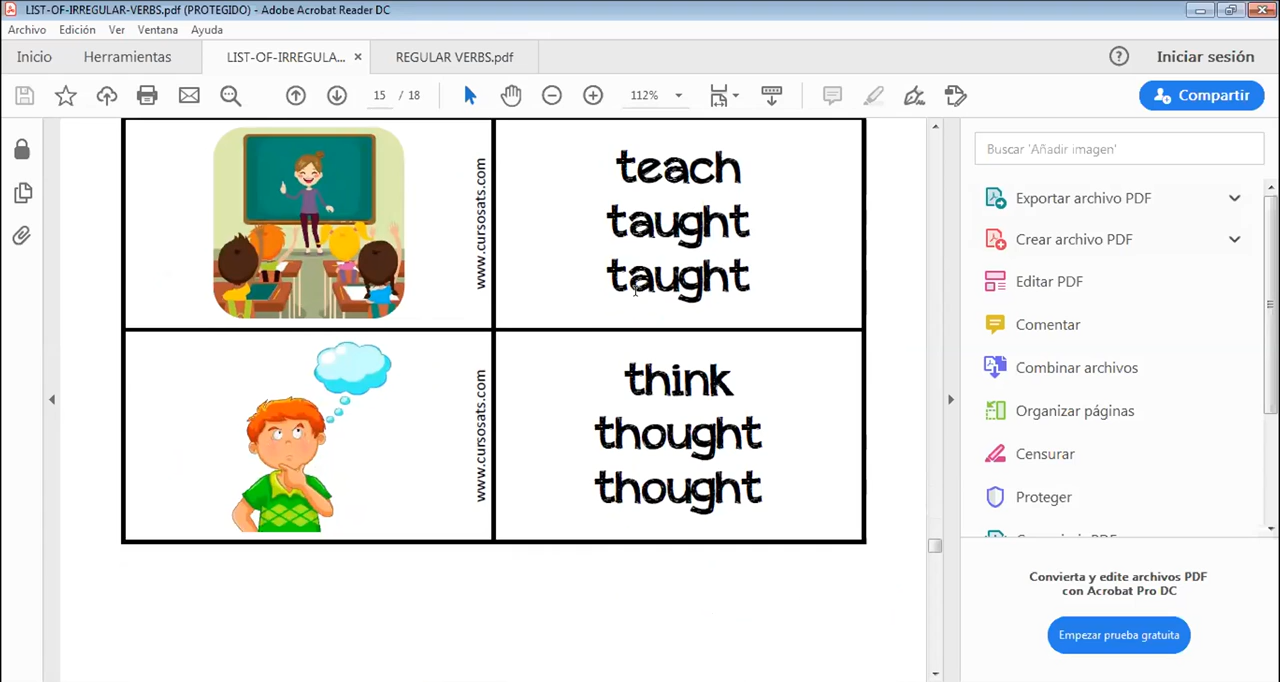 LIST-OF-IRREGULAR-VERBS.pdf (PROTEGIDO) - Adobe Acrobat Reader DC
Archivo Edición Ver Ventana Ayuda
Inicio Herramientas LIST-OF-IRREGULA... × REGULAR VERBS.pdf ? Iniciar sesión
15 / 18 112% Compartir
Buscar 'Añadir imagen'
Exportar archivo PDF
Crear archivo PDF
Editar PDF
Comentar
Combinar archivos
Organizar páginas
Censurar
Proteger
Convierta y edite archivos PDF
con Acrobat Pro DC
Empezar prueba gratuita
www.cursosats.com
teach
taught
taught
www.cursosats.com
think
thought
thought